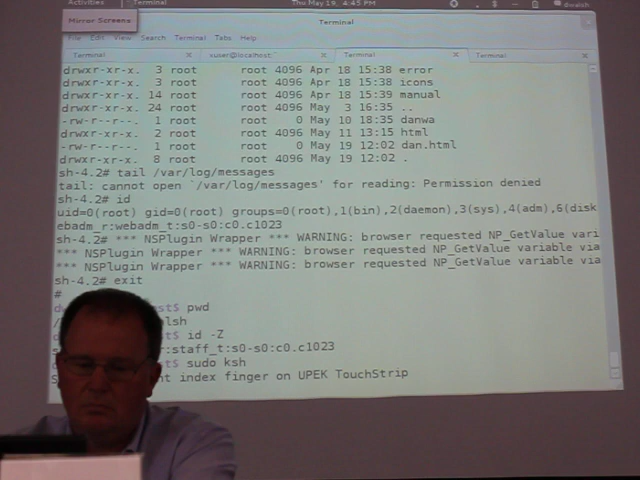 Activities Terminal Thu May 19, 4:45 PM dwalsh
Mirror Screens
Terminal
File Edit View Search Terminal Tabs Help
Terminal x xuser@localhost:~ x Terminal x Terminal x
drwxr-xr-x. 3 root root 4096 Apr 18 15:38 error
drwxr-xr-x. 3 root root 4096 Apr 18 15:38 icons
drwxr-xr-x. 14 root root 4096 Apr 18 15:39 manual
drwxr-xr-x. 24 root root 4096 May 3 16:35 ..
-rw-r--r--. 1 root root 0 May 10 18:35 danwa
drwxr-xr-x. 2 root root 4096 May 11 13:15 html
-rw-r--r--. 1 root root 0 May 19 12:02 dan.html
drwxr-xr-x. 8 root root 4096 May 19 12:02 .
sh-4.2# tail /var/log/messages
tail: cannot open `/var/log/messages' for reading: Permission denied
sh-4.2# id
uid=0(root) gid=0(root) groups=0(root),1(bin),2(daemon),3(sys),4(adm),6(disk
ebadm_r:webadm_t:s0-s0:c0.c1023
sh-4.2# *** NSPlugin Wrapper *** WARNING: browser requested NP_GetValue vari
*** NSPlugin Wrapper *** WARNING: browser requested NP_GetValue variable via
*** NSPlugin Wrapper *** WARNING: browser requested NP_GetValue variable via
sh-4.2# exit
#
st$ pwd
lsh
st$ id -Z
r:staff_t:s0-s0:c0.c1023
st$ sudo ksh
nt index finger on UPEK TouchStrip